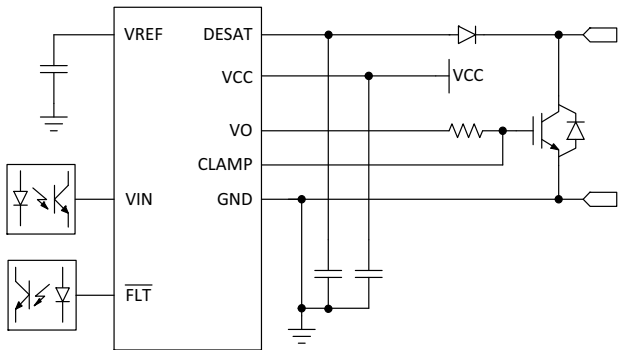 VREF
DESAT
VCC
VCC
VO
CLAMP
VIN
GND
FLT